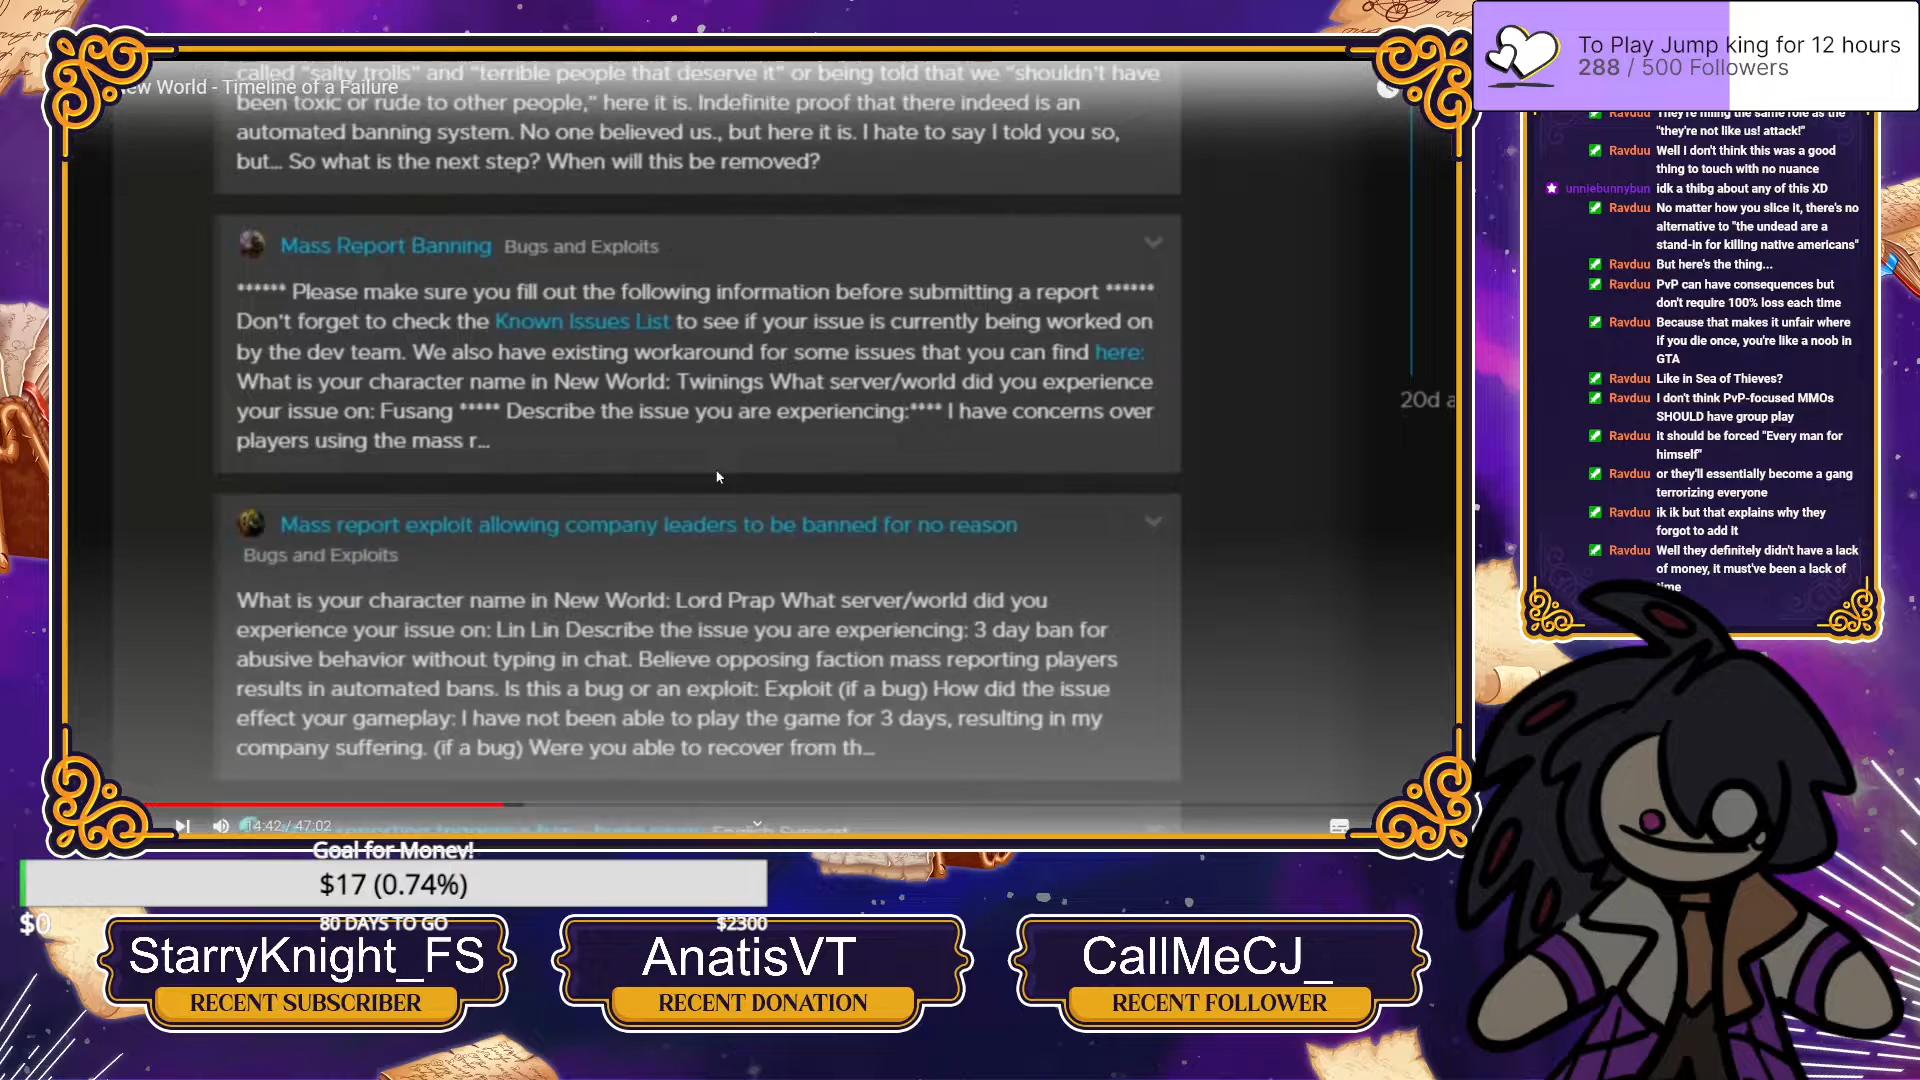 called "salty trolls" and "terrible people that deserve it" or being told that we "shouldn't have
ew World - Timeline of a Failure
been toxic or rude to other people," here it is. Indefinite proof that there indeed is an
automated banning system. No one believed us., but here it is. I hate to say I told you so,
but... So what is the next step? When will this be removed?
Mass Report Banning Bugs and Exploits
****** Please make sure you fill out the following information before submitting a report ******
Don't forget to check the Known Issues List to see if your issue is currently being worked on
by the dev team. We also have existing workaround for some issues that you can find here:
What is your character name in New World: Twinings What server/world did you experience
your issue on: Fusang ***** Describe the issue you are experiencing:**** I have concerns over
players using the mass r...
20d a
Mass report exploit allowing company leaders to be banned for no reason
Bugs and Exploits
What is your character name in New World: Lord Prap What server/world did you
experience your issue on: Lin Lin Describe the issue you are experiencing: 3 day ban for
abusive behavior without typing in chat. Believe opposing faction mass reporting players
results in automated bans. Is this a bug or an exploit: Exploit (if a bug) How did the issue
effect your gameplay: I have not been able to play the game for 3 days, resulting in my
company suffering. (if a bug) Were you able to recover from th...
14:42 / 47:02
English Support
To Play Jump king for 12 hours
288 / 500 Followers
Ravduu They're filling the same role as the
"they're not like us! attack!"
Ravduu Well I don't think this was a good
thing to touch with no nuance
unniebunnybun idk a thibg about any of this XD
Ravduu No matter how you slice it, there's no
alternative to "the undead are a
stand-in for killing native americans"
Ravduu But here's the thing...
Ravduu PvP can have consequences but
don't require 100% loss each time
Ravduu Because that makes it unfair where
if you die once, you're like a noob in
GTA
Ravduu Like in Sea of Thieves?
Ravduu I don't think PvP-focused MMOs
SHOULD have group play
Ravduu It should be forced "Every man for
himself"
Ravduu or they'll essentially become a gang
terrorizing everyone
Ravduu ik ik but that explains why they
forgot to add it
Ravduu Well they definitely didn't have a lack
of money, it must've been a lack of
time
Goal for Money!
$17 (0.74%)
$0
80 DAYS TO GO
$2300
StarryKnight_FS
RECENT SUBSCRIBER
AnatisVT
RECENT DONATION
CallMeCJ_
RECENT FOLLOWER